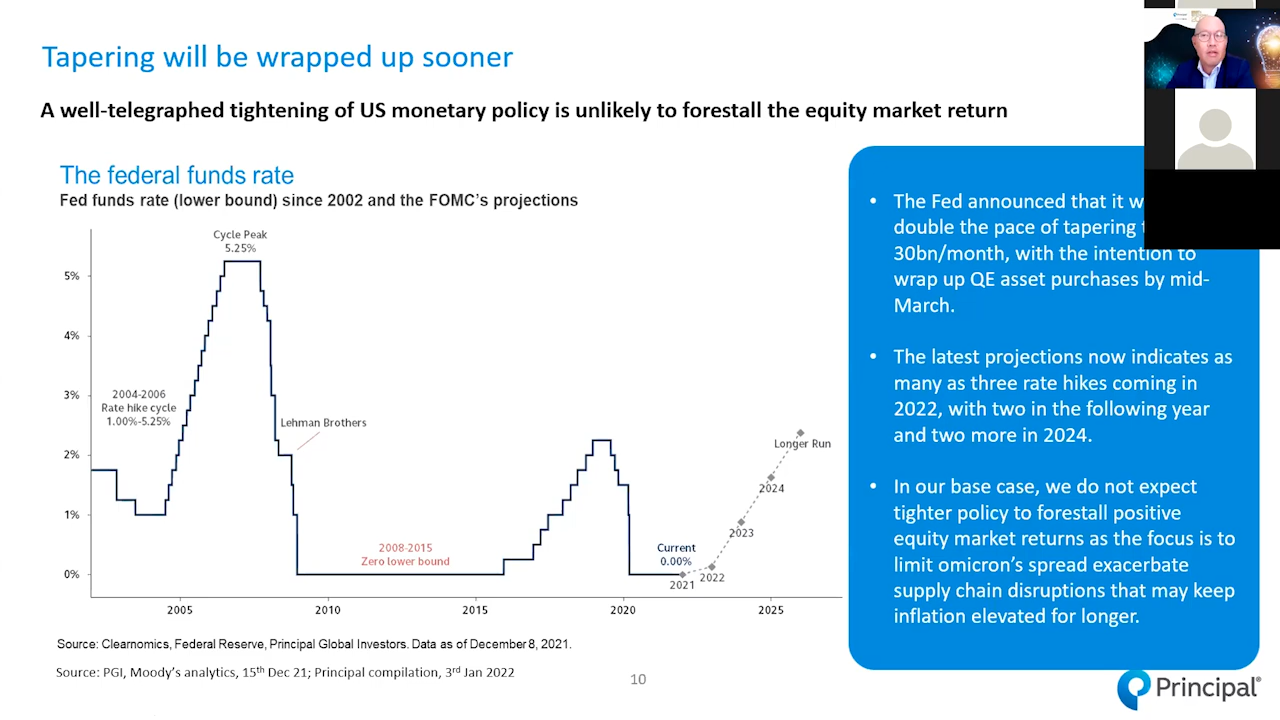 Tapering will be wrapped up sooner
A well-telegraphed tightening of US monetary policy is unlikely to forestall the equity market return
The federal funds rate
Fed funds rate (lower bound) since 2002 and the FOMC's projections
Cycle Peak
5.25%
5%
4%
3%
2%
1%
0%
2004-2006
Rate hike cycle
1.00%-5.25%
Lehman Brothers
2008-2015
Zero lower bound
Current
0.00%
2021
2022
2023
2024
Longer Run
2005
2010
2015
2020
2025
Source: Clearnomics, Federal Reserve, Principal Global Investors. Data as of December 8, 2021.
Source: PGI, Moody's analytics, 15th Dec 21; Principal compilation, 3rd Jan 2022
10
• The Fed announced that it
double the pace of tapering
30bn/month, with the intention to
wrap up QE asset purchases by mid-
March.
• The latest projections now indicates as
many as three rate hikes coming in
2022, with two in the following year
and two more in 2024.
• In our base case, we do not expect
tighter policy to forestall positive
equity market returns as the focus is to
limit omicron's spread exacerbate
supply chain disruptions that may keep
inflation elevated for longer.
Principal®